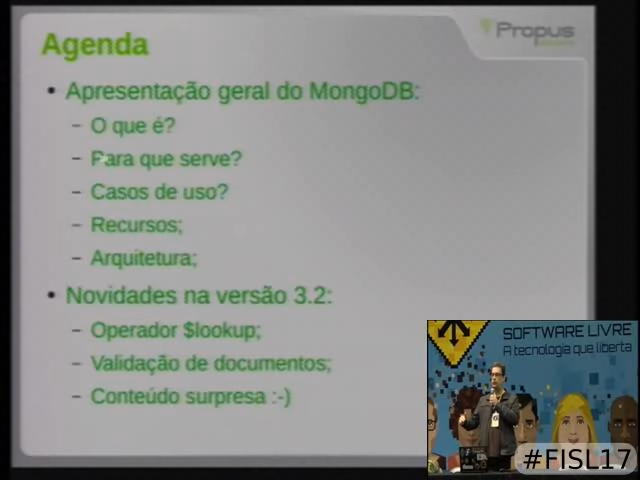 Agenda
Propus
• Apresentação geral do MongoDB:
– O que é?
– Para que serve?
– Casos de uso?
– Recursos;
– Arquitetura;
• Novidades na versão 3.2:
– Operador $lookup;
– Validação de documentos;
– Conteúdo surpresa :-)
SOFTWARE LIVRE
A tecnologia que liberta
#FISL17